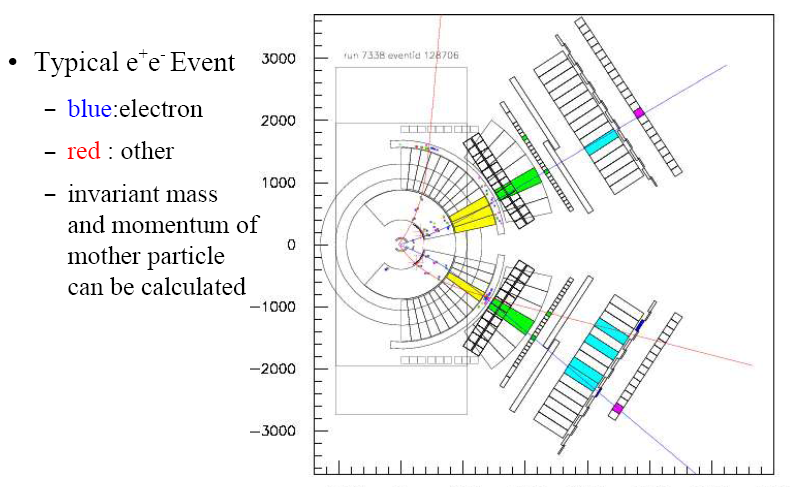 • Typical e⁺e⁻ Event
– blue:electron
– red : other
– invariant mass
and momentum of
mother particle
can be calculated
run 7338 eventid 128706
3000
2000
1000
0
−1000
−2000
−3000